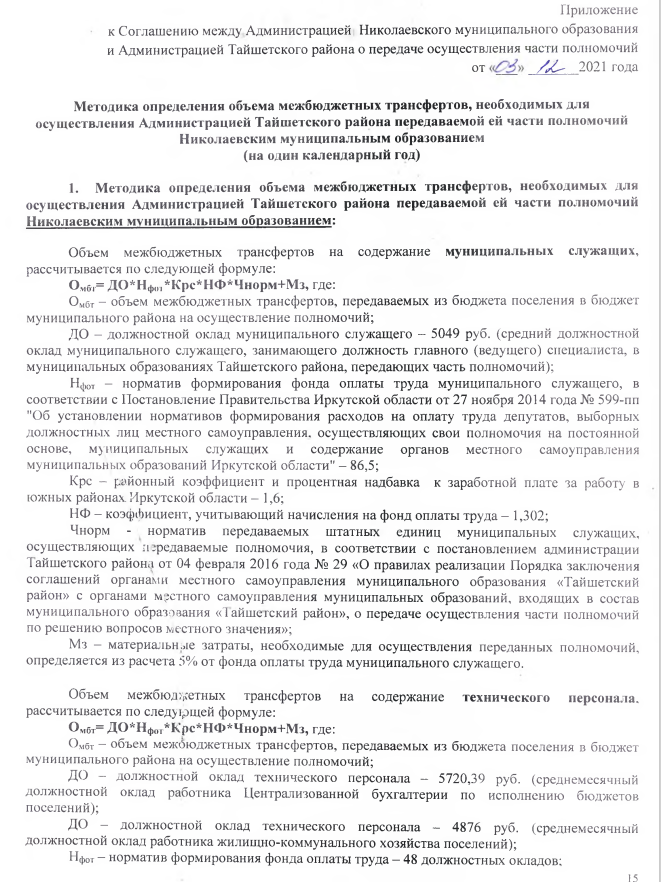 Приложение
к Соглашению между Администрацией Николаевского муниципального образования
и Администрацией Тайшетского района о передаче осуществления части полномочий
от «03» 12 2021 года
Методика определения объема межбюджетных трансфертов, необходимых для
осуществления Администрацией Тайшетского района передаваемой ей части полномочий
Николаевским муниципальным образованием
(на один календарный год)
1. Методика определения объема межбюджетных трансфертов, необходимых для
осуществления Администрацией Тайшетского района передаваемой ей части полномочий
Николаевским муниципальным образованием:
Объем межбюджетных трансфертов на содержание муниципальных служащих,
рассчитывается по следующей формуле:
Омбт= ДО*Нфот*Крс*НФ*Чнорм+Мз, где:
Омбт – объем межбюджетных трансфертов, передаваемых из бюджета поселения в бюджет
муниципального района на осуществление полномочий;
ДО – должностной оклад муниципального служащего – 5049 руб. (средний должностной
оклад муниципального служащего, занимающего должность главного (ведущего) специалиста, в
муниципальных образованиях Тайшетского района, передающих часть полномочий);
Нфот – норматив формирования фонда оплаты труда муниципального служащего, в
соответствии с Постановление Правительства Иркутской области от 27 ноября 2014 года № 599-пп
"Об установлении нормативов формирования расходов на оплату труда депутатов, выборных
должностных лиц местного самоуправления, осуществляющих свои полномочия на постоянной
основе, муниципальных служащих и содержание органов местного самоуправления
муниципальных образований Иркутской области" – 86,5;
Крс – районный коэффициент и процентная надбавка к заработной плате за работу в
южных районах Иркутской области – 1,6;
НФ – коэффициент, учитывающий начисления на фонд оплаты труда – 1,302;
Чнорм - норматив передаваемых штатных единиц муниципальных служащих,
осуществляющих передаваемые полномочия, в соответствии с постановлением администрации
Тайшетского района от 04 февраля 2016 года № 29 «О правилах реализации Порядка заключения
соглашений органами местного самоуправления муниципального образования «Тайшетский
район» с органами местного самоуправления муниципальных образований, входящих в состав
муниципального образования «Тайшетский район», о передаче осуществления части полномочий
по решению вопросов местного значения»;
Мз – материальные затраты, необходимые для осуществления переданных полномочий,
определяется из расчета 5% от фонда оплаты труда муниципального служащего.
Объем межбюджетных трансфертов на содержание технического персонала,
рассчитывается по следующей формуле:
Омбт= ДО*Нфот*Крс*НФ*Чнорм+Мз, где:
Омбт – объем межбюджетных трансфертов, передаваемых из бюджета поселения в бюджет
муниципального района на осуществление полномочий;
ДО – должностной оклад технического персонала – 5720,39 руб. (среднемесячный
должностной оклад работника Централизованной бухгалтерии по исполнению бюджетов
поселений);
ДО – должностной оклад технического персонала – 4876 руб. (среднемесячный
должностной оклад работника жилищно-коммунального хозяйства поселений);
Нфот – норматив формирования фонда оплаты труда – 48 должностных окладов;
15